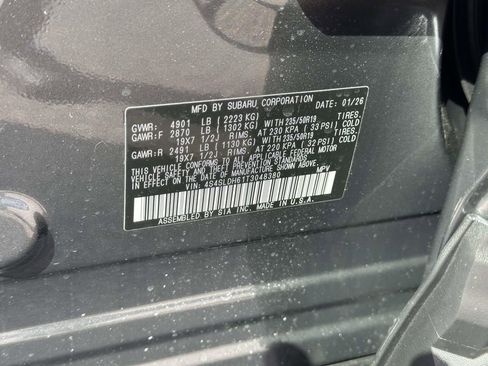 MFD BY SUBARU CORPORATION DATE: 01/26
GVWR: 4901 LB (2223 KG) TIRES.
GAWR:F 2870 LB (1302 KG) WITH 235/50R19
19X7 1/2J RIMS. AT 230 KPA (33 PSI) COLD
GAWR:R 2491 LB (1130 KG) WITH 235/50R19 TIRES.
19X7 1/2J RIMS. AT 220 KPA (32 PSI) COLD
THIS VEHICLE CONFORMS TO ALL APPLICABLE FEDERAL MOTOR
VEHICLE SAFETY, BUMPER, AND THEFT PREVENTION STANDARDS
IN EFFECT ON THE DATE OF MANUFACTURE SHOWN ABOVE.
VIN: 4S4SLDH61T3048380 MPV
ASSEMBLED BY SIA INC. MADE IN U.S.A.